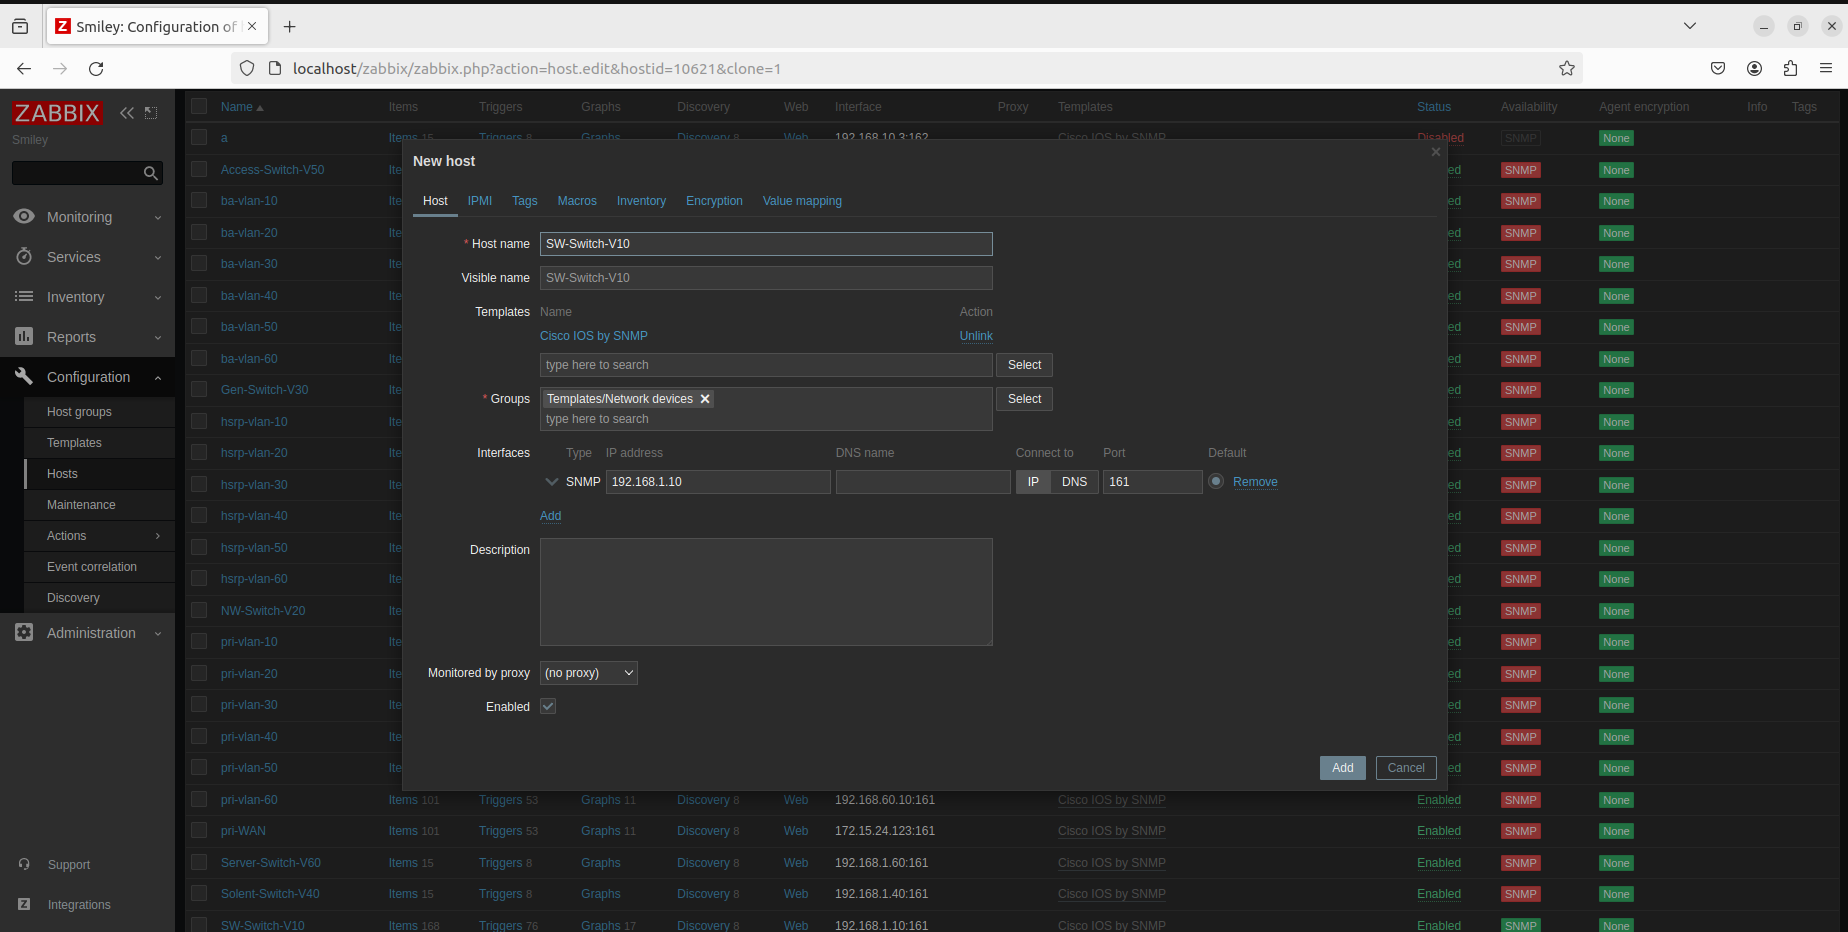 Smiley: Configuration of
localhost/zabbix/zabbix.php?action=host.edit&hostid=10621&clone=1
ZABBIX
Smiley
Monitoring
Services
Inventory
Reports
Configuration
Host groups
Templates
Hosts
Maintenance
Actions
Event correlation
Discovery
Administration
Support
Integrations
Name Items Triggers Graphs Discovery Web Interface Proxy Templates Status Availability Agent encryption Info Tags
a Items 15 Triggers 8 Graphs Discovery 8 Web 192.168.10.3:162 Cisco IOS by SNMP Disabled SNMP None
Access-Switch-V50 Ite ed SNMP None
ba-vlan-10 Ite ed SNMP None
ba-vlan-20 Ite ed SNMP None
ba-vlan-30 Ite ed SNMP None
ba-vlan-40 Ite ed SNMP None
ba-vlan-50 Ite ed SNMP None
ba-vlan-60 Ite ed SNMP None
Gen-Switch-V30 Ite ed SNMP None
hsrp-vlan-10 Ite ed SNMP None
hsrp-vlan-20 Ite ed SNMP None
hsrp-vlan-30 Ite ed SNMP None
hsrp-vlan-40 Ite ed SNMP None
hsrp-vlan-50 Ite ed SNMP None
hsrp-vlan-60 Ite ed SNMP None
NW-Switch-V20 Ite ed SNMP None
pri-vlan-10 Ite ed SNMP None
pri-vlan-20 Ite ed SNMP None
pri-vlan-30 Ite ed SNMP None
pri-vlan-40 Ite ed SNMP None
pri-vlan-50 Ite ed SNMP None
pri-vlan-60 Items 101 Triggers 53 Graphs 11 Discovery 8 Web 192.168.60.10:161 Cisco IOS by SNMP Enabled SNMP None
pri-WAN Items 101 Triggers 53 Graphs 11 Discovery 8 Web 172.15.24.123:161 Cisco IOS by SNMP Enabled SNMP None
Server-Switch-V60 Items 15 Triggers 8 Graphs Discovery 8 Web 192.168.1.60:161 Cisco IOS by SNMP Enabled SNMP None
Solent-Switch-V40 Items 15 Triggers 8 Graphs Discovery 8 Web 192.168.1.40:161 Cisco IOS by SNMP Enabled SNMP None
SW-Switch-V10 Items 168 Triggers 76 Graphs 17 Discovery 8 Web 192.168.1.10:161 Cisco IOS by SNMP Enabled SNMP None
New host
Host IPMI Tags Macros Inventory Encryption Value mapping
* Host name SW-Switch-V10
Visible name SW-Switch-V10
Templates Name Action
Cisco IOS by SNMP Unlink
type here to search Select
* Groups Templates/Network devices Select
type here to search
Interfaces Type IP address DNS name Connect to Port Default
SNMP 192.168.1.10 IP DNS 161 Remove
Add
Description
Monitored by proxy (no proxy)
Enabled
Add Cancel